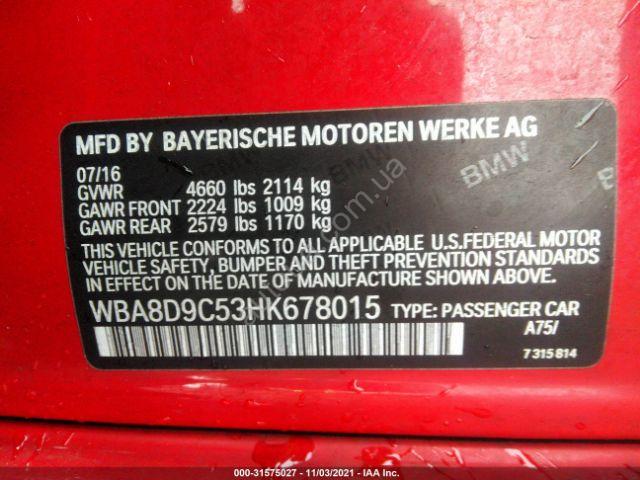 MFD BY BAYERISCHE MOTOREN WERKE AG
07/16
GVWR 4660 lbs 2114 kg
GAWR FRONT 2224 lbs 1009 kg
GAWR REAR 2579 lbs 1170 kg
THIS VEHICLE CONFORMS TO ALL APPLICABLE U.S.FEDERAL MOTOR
VEHICLE SAFETY, BUMPER AND THEFT PREVENTION STANDARDS
IN EFFECT ON THE DATE OF MANUFACTURE SHOWN ABOVE.
WBA8D9C53HK678015 TYPE: PASSENGER CAR
A75/
7 315 814
BMW
BMW
000-31575027 - 11/03/2021 - IAA Inc.